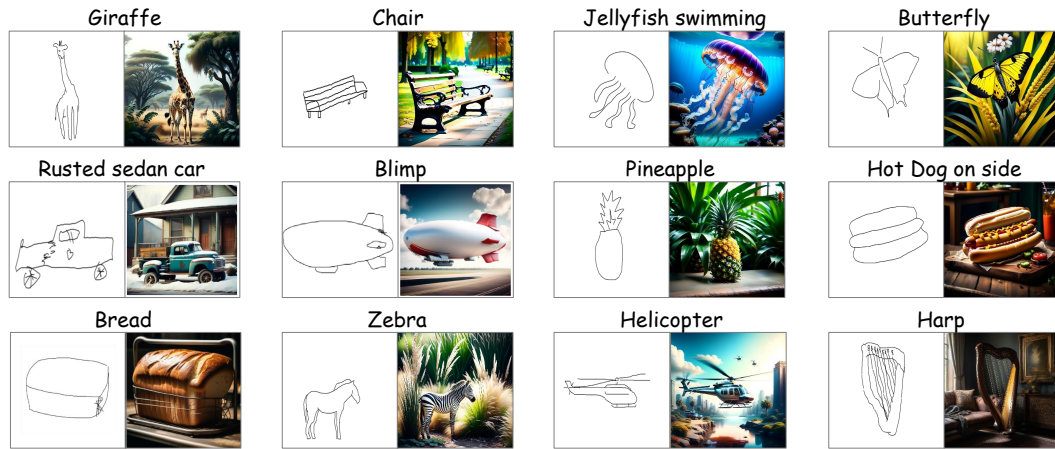 Giraffe
Chair
Jellyfish swimming
Butterfly
Rusted sedan car
Blimp
Pineapple
Hot Dog on side
Bread
Zebra
Helicopter
Harp